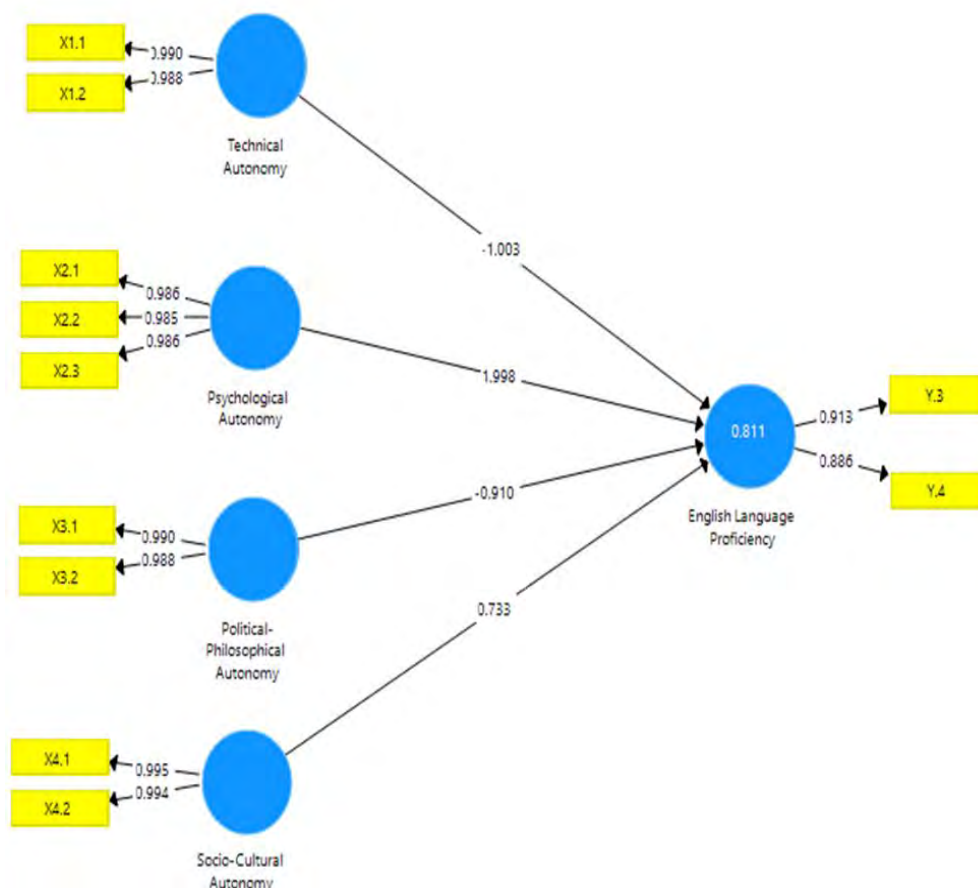 X1.1
0.990
X1.2
0.988
Technical
Autonomy
-1.003
X2.1
0.986
X2.2
0.985
X2.3
0.986
Psychological
Autonomy
1.998
0.811
Y.3
0.913
0.886
Y.4
English Language
Proficiency
-0.910
X3.1
0.990
X3.2
0.988
Political-
Philosophical
Autonomy
0.733
X4.1
0.995
X4.2
0.994
Socio-Cultural
Autonomy